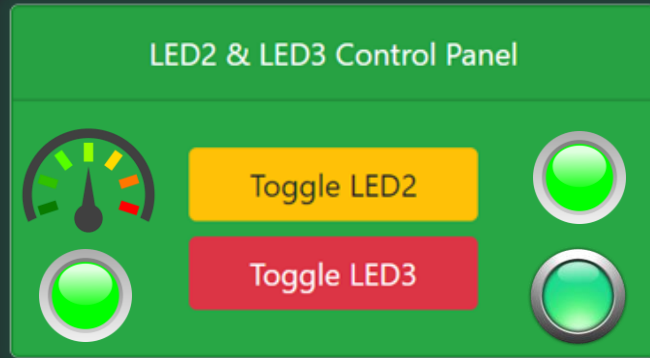 LED2 & LED3 Control Panel
Toggle LED2
Toggle LED3